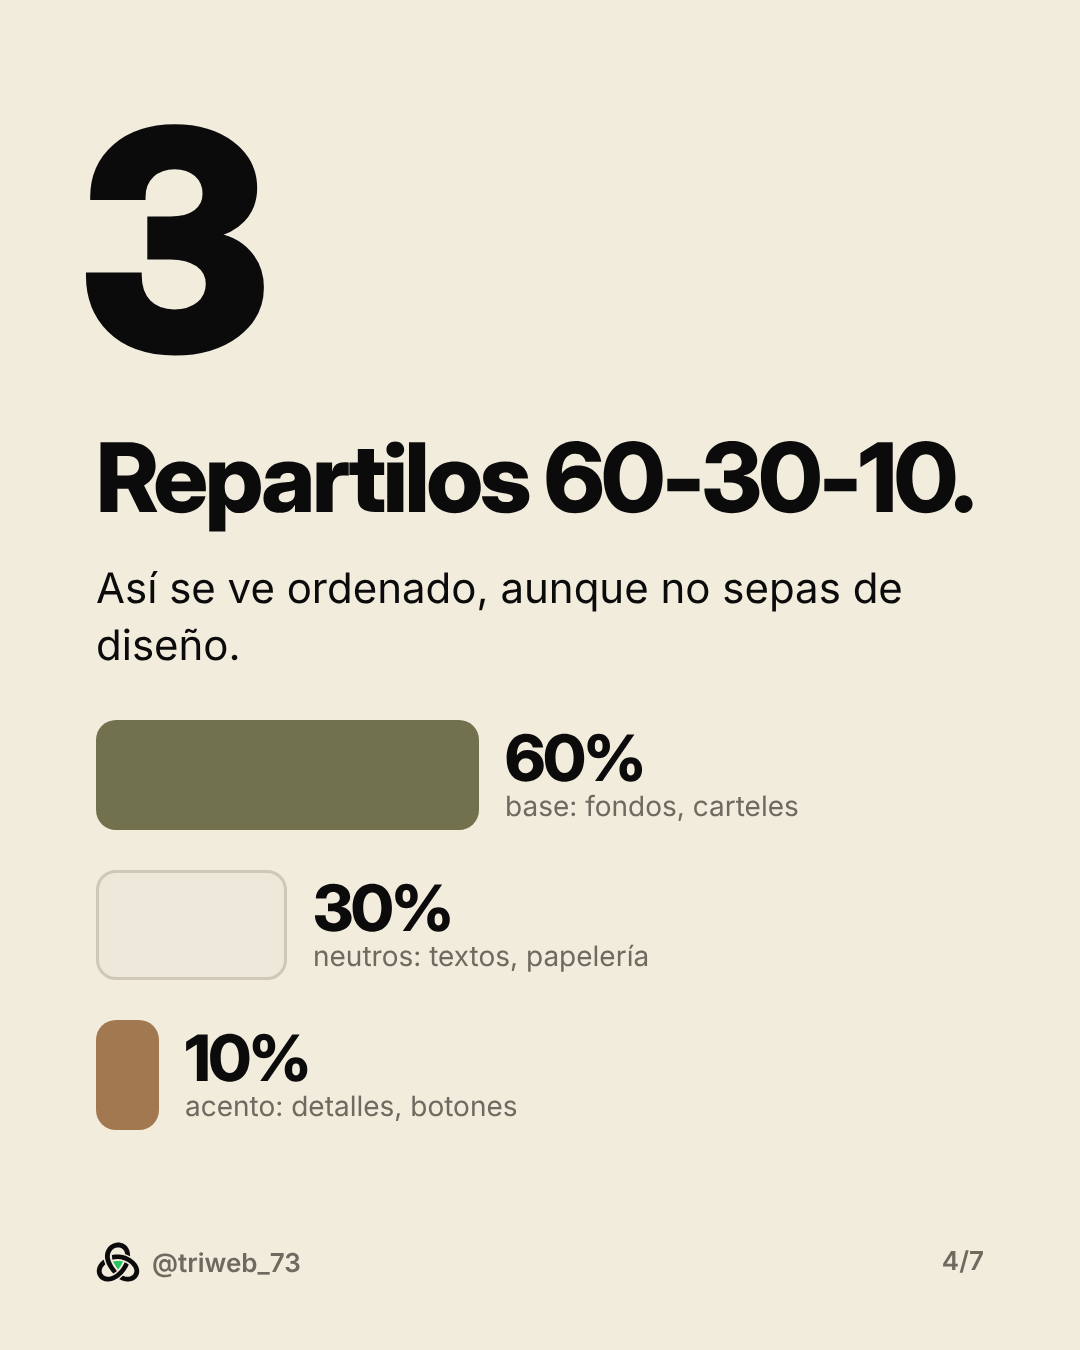 3
Repartilos 60-30-10.
Así se ve ordenado, aunque no sepas de
diseño.
60%
base: fondos, carteles
30%
neutros: textos, papelería
10%
acento: detalles, botones
@triweb_73
4/7